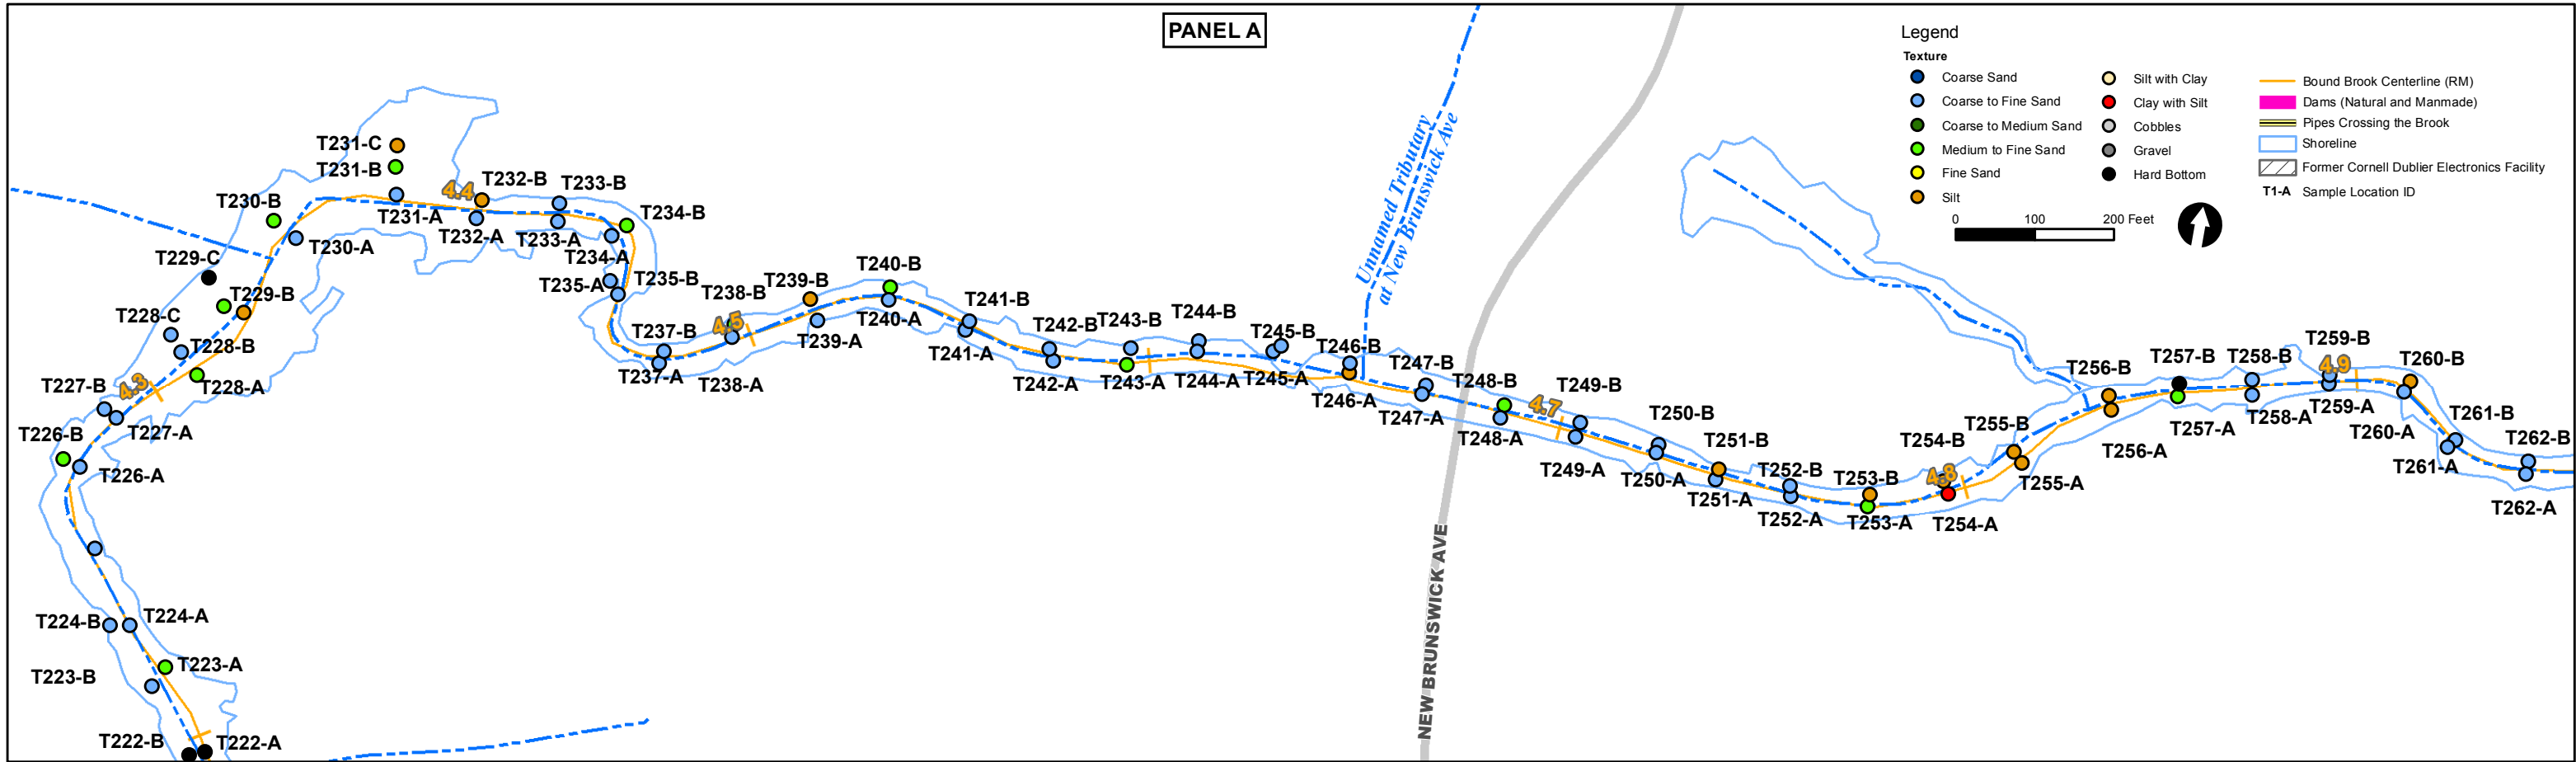 PANEL A
Legend
Texture
Coarse Sand
Coarse to Fine Sand
Coarse to Medium Sand
Medium to Fine Sand
Fine Sand
Silt
Silt with Clay
Clay with Silt
Cobbles
Gravel
Hard Bottom
Bound Brook Centerline (RM)
Dams (Natural and Manmade)
Pipes Crossing the Brook
Shoreline
Former Cornell Dublier Electronics Facility
T1-A Sample Location ID
0 100 200 Feet
Unnamed Tributary
at New Brunswick Ave
NEW BRUNSWICK AVE
T231-C
T231-B
T231-A
T230-B
T230-A
T229-C
T229-B
T228-C
T228-B
T228-A
T227-B
4.3
T227-A
T226-B
T226-A
T224-B
T224-A
T223-A
T223-B
T222-B
T222-A
4.4
T232-B
T232-A
T233-B
T233-A
T234-B
T234-A
T235-A
T235-B
T237-B
T237-A
T238-B
4.5
T238-A
T239-B
T239-A
T240-B
T240-A
T241-B
T241-A
T242-B
T242-A
T243-B
T243-A
T244-B
T244-A
T245-B
T245-A
T246-B
T246-A
T247-B
T247-A
T248-B
T248-A
4.7
T249-B
T249-A
T250-B
T250-A
T251-B
T251-A
T252-B
T252-A
T253-B
T253-A
T254-B
4.8
T254-A
T255-B
T255-A
T256-B
T256-A
T257-B
T257-A
T258-B
T258-A
T259-B
4.9
T259-A
T260-B
T260-A
T261-B
T261-A
T262-B
T262-A